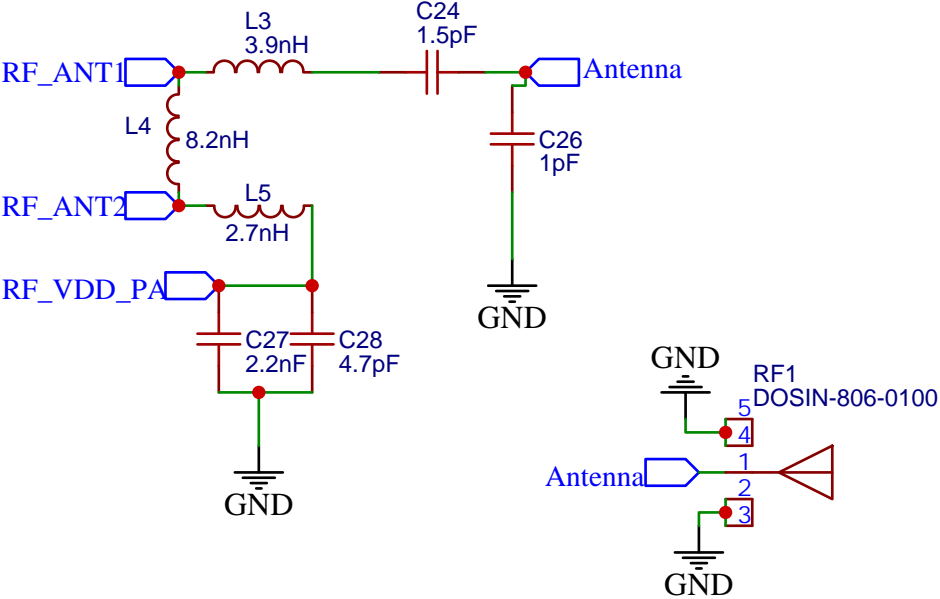 L3
3.9nH
C24
1.5pF
RF_ANT1
Antenna
L4
8.2nH
C26
1pF
RF_ANT2
L5
2.7nH
RF_VDD_PA
GND
C27
2.2nF
C28
4.7pF
GND
GND
RF1
DOSIN-806-0100
5
4
1
Antenna
2
3
GND